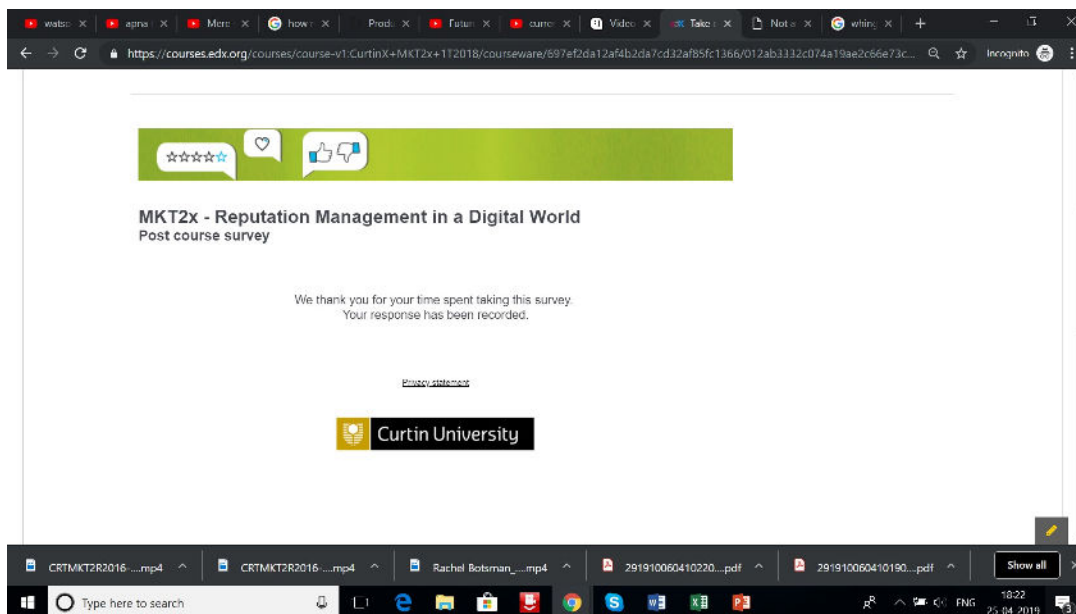 watso
apna
Mere
how r
Produ
Futur
curre
Video
Take
Not a
whing
https://courses.edx.org/courses/course-v1:CurtinX+MKT2x+1T2018/courseware/697ef2da12af4b2da7cd32af85fc1366/012ab3332c074a19ae2c66e73c...
Incognito
MKT2x - Reputation Management in a Digital World
Post course survey
We thank you for your time spent taking this survey.
Your response has been recorded.
Privacy statement
Curtin University
CRTMKT2R2016-....mp4
CRTMKT2R2016-....mp4
Rachel Botsman_....mp4
291910060410220....pdf
291910060410190....pdf
Show all
Type here to search
ENG
18:22
25-04-2019